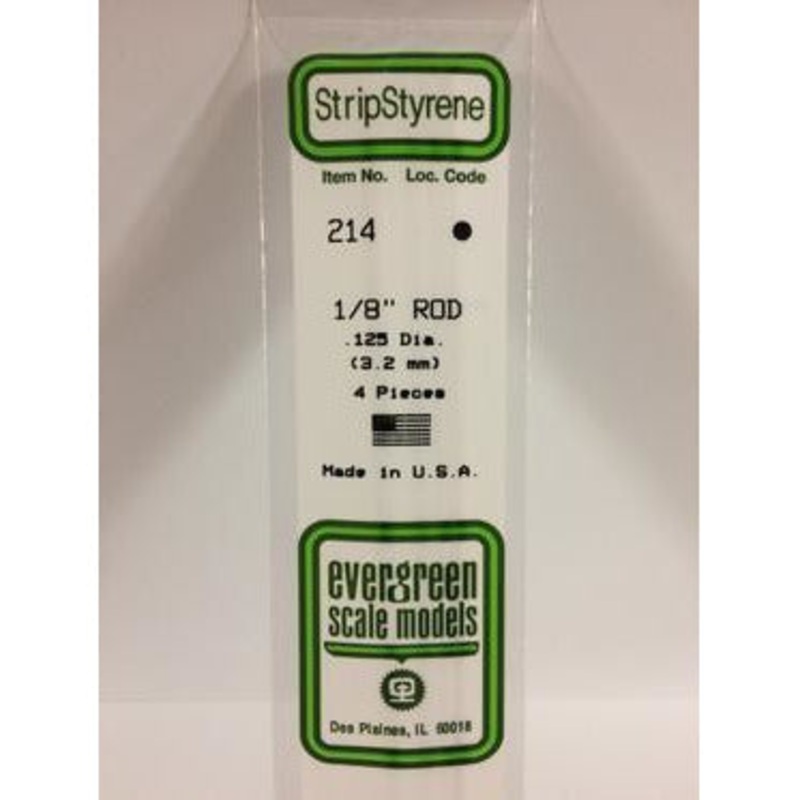 StripStyrene
Item No. Loc. Code
214 ●
1/8" ROD
.125 Dia.
(3.2 mm)
4 Pieces
Made in U.S.A.
evergreen
scale models
Des Plaines, IL 60018